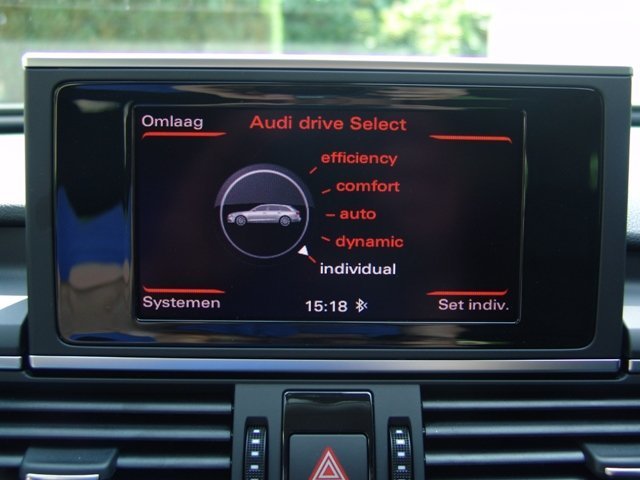 Omlaag
Audi drive Select
efficiency
comfort
auto
dynamic
individual
Systemen
15:18
Set indiv.